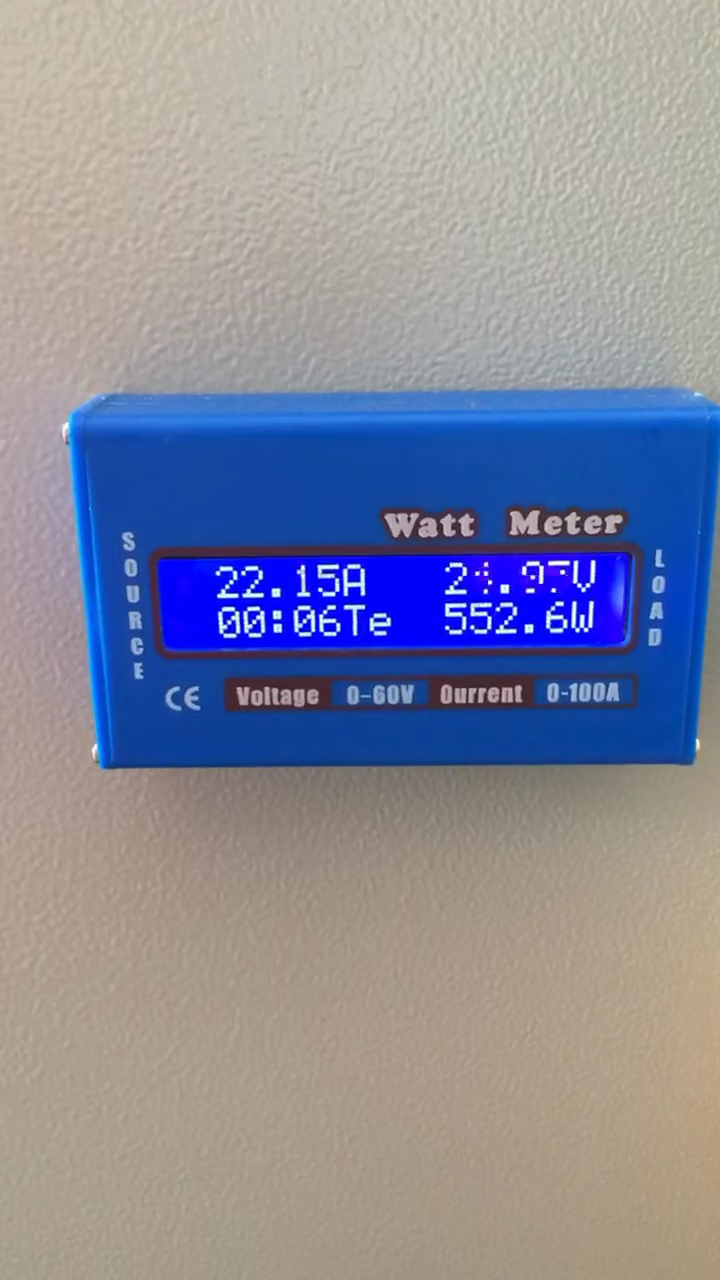 Watt Meter
SOURCE
22.15A
00:06Te 552.6W
LOAD
CE Voltage 0-60V Ourrent 0-100A